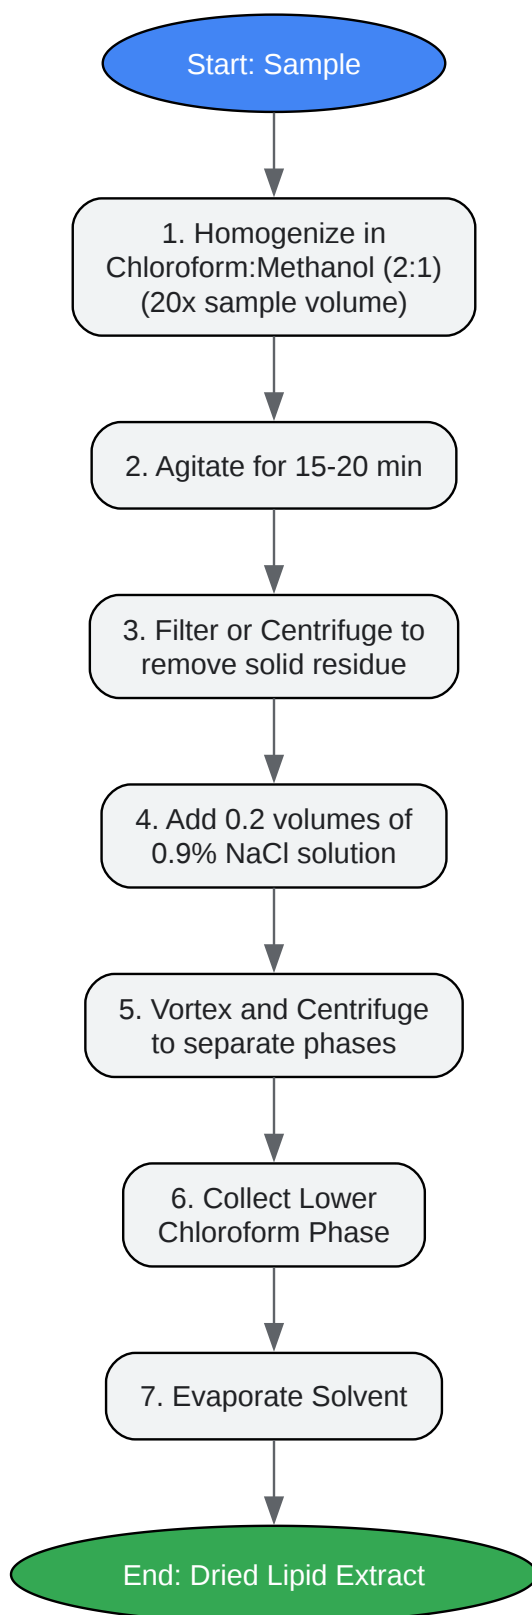 Start: Sample
1. Homogenize in
Chloroform:Methanol (2:1)
(20x sample volume)
2. Agitate for 15-20 min
3. Filter or Centrifuge to
remove solid residue
4. Add 0.2 volumes of
0.9% NaCl solution
5. Vortex and Centrifuge
to separate phases
6. Collect Lower
Chloroform Phase
7. Evaporate Solvent
End: Dried Lipid Extract